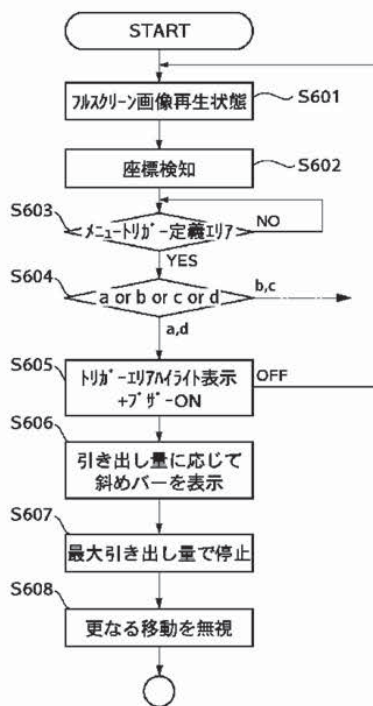 START
フルスクリーン画像再生状態
S601
座標検知
S602
S603
メニュートリガー定義エリア
NO
YES
S604
a or b or c or d
b,c
a,d
S605
トリガーエリアハイライト表示
+ブザーON
OFF
S606
引き出し量に応じて
斜めバーを表示
S607
最大引き出し量で停止
S608
更なる移動を無視